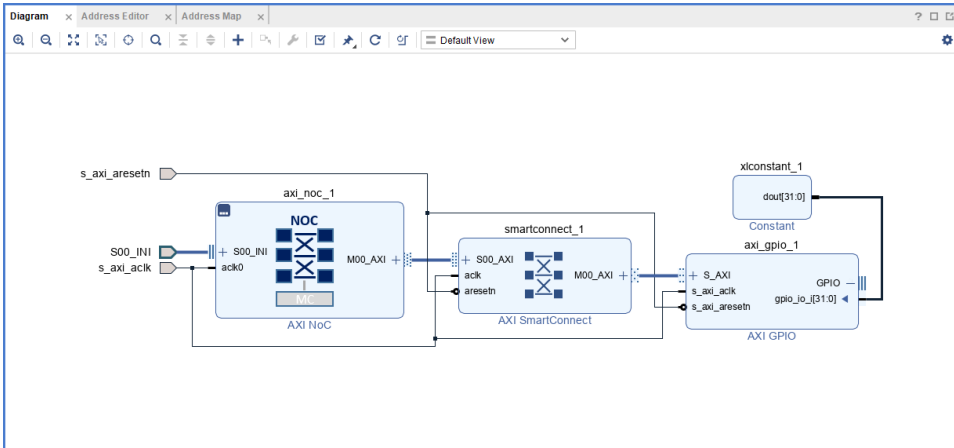 Diagram
Address Editor
Address Map
Default View
s_axi_aresetn
S00_INI
s_axi_aclk
axi_noc_1
NOC
S00_INI
aclk0
M00_AXI
MC
AXI NoC
smartconnect_1
S00_AXI
aclk
aresetn
M00_AXI
AXI SmartConnect
xlconstant_1
dout[31:0]
Constant
axi_gpio_1
S_AXI
s_axi_aclk
s_axi_aresetn
GPIO
gpio_io_i[31:0]
AXI GPIO